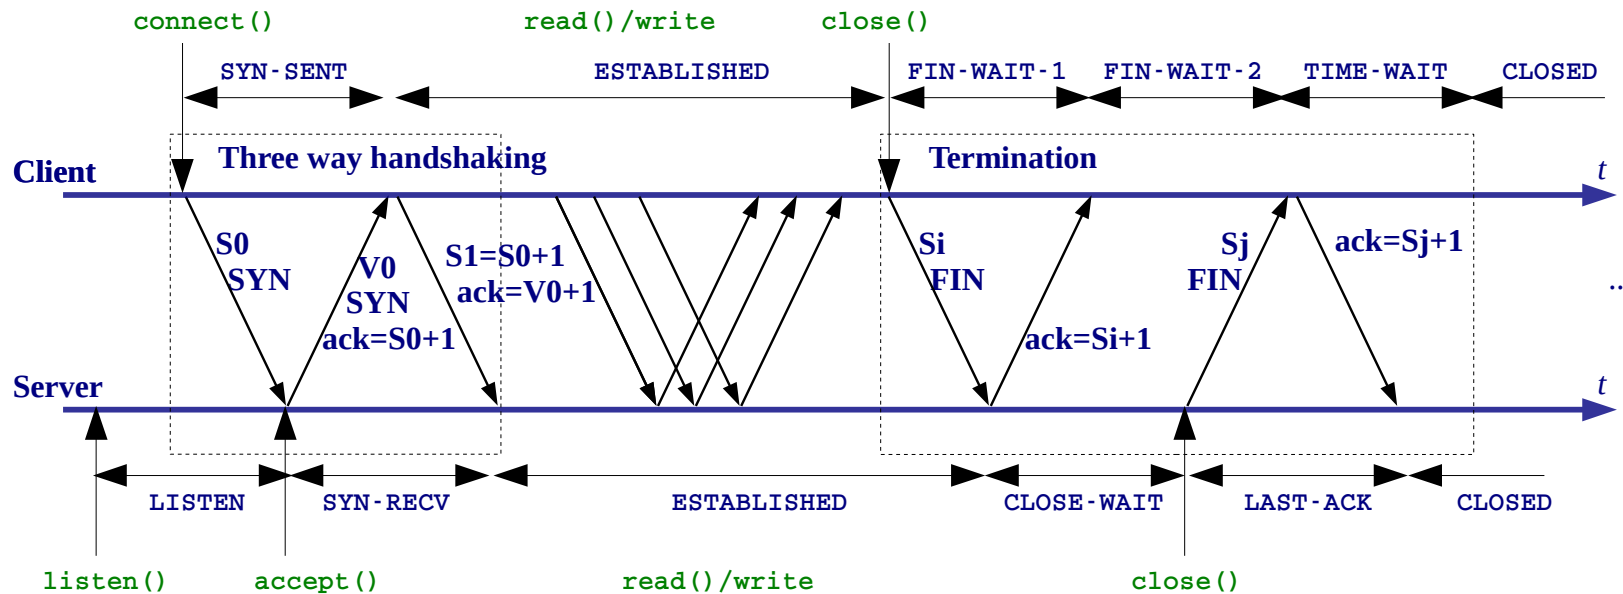 connect() read()/write close()
SYN-SENT ESTABLISHED FIN-WAIT-1 FIN-WAIT-2 TIME-WAIT CLOSED
Three way handshaking Termination
Client t
S0
SYN
V0
SYN
ack=S0+1
S1=S0+1
ack=V0+1
Si
FIN
ack=Si+1
Sj
FIN
ack=Sj+1
..
Server t
LISTEN SYN-RECV ESTABLISHED CLOSE-WAIT LAST-ACK CLOSED
listen() accept() read()/write close()